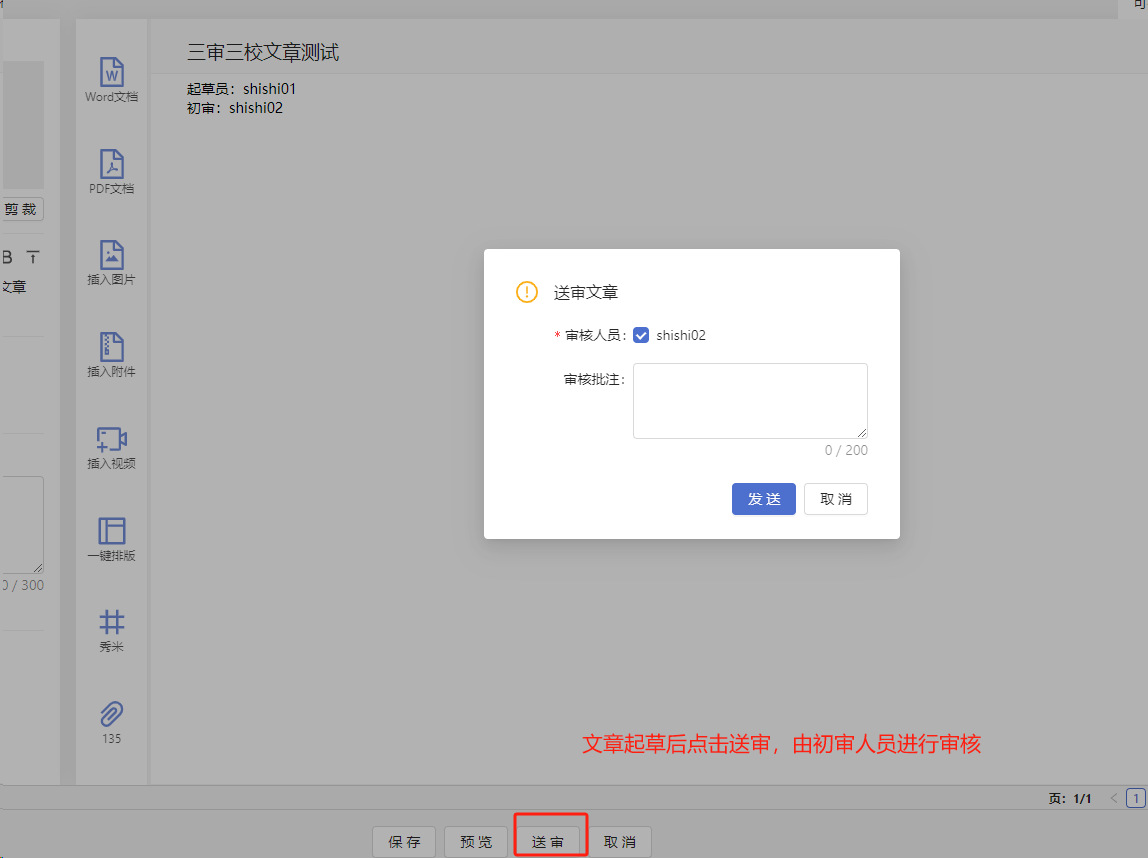 可
三审三校文章测试
起草员：shishi01
初审：shishi02
Word文档
PDF文档
剪 裁
插入图片
B
文章
插入附件
插入视频
一键排版
0 / 300
秀米
135
送审文章
* 审核人员： shishi02
审核批注：
0 / 200
发 送
取 消
文章起草后点击送审，由初审人员进行审核
页：1/1
< 1
保 存
预 览
送 审
取 消